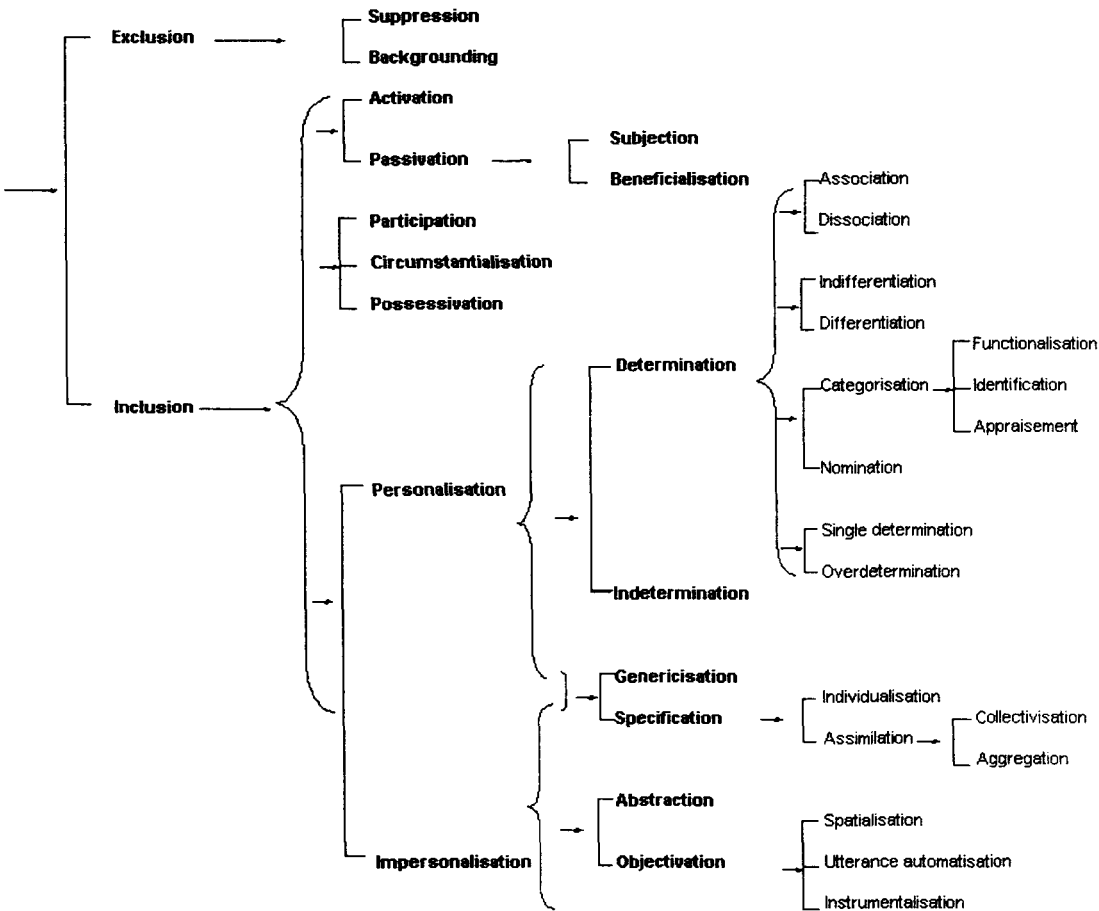 Suppression
Exclusion
Backgrounding
Activation
Passivation
Subjection
Beneficialisation
Association
Dissociation
Participation
Circumstantialisation
Possessivation
Indifferentiation
Differentiation
Inclusion
Determination
Categorisation
Functionalisation
Identification
Appraisement
Nomination
Personalisation
Single determination
Overdetermination
Indetermination
Genericisation
Specification
Individualisation
Assimilation
Collectivisation
Aggregation
Abstraction
Impersonalisation
Objectivation
Spatialisation
Utterance automatisation
Instrumentalisation